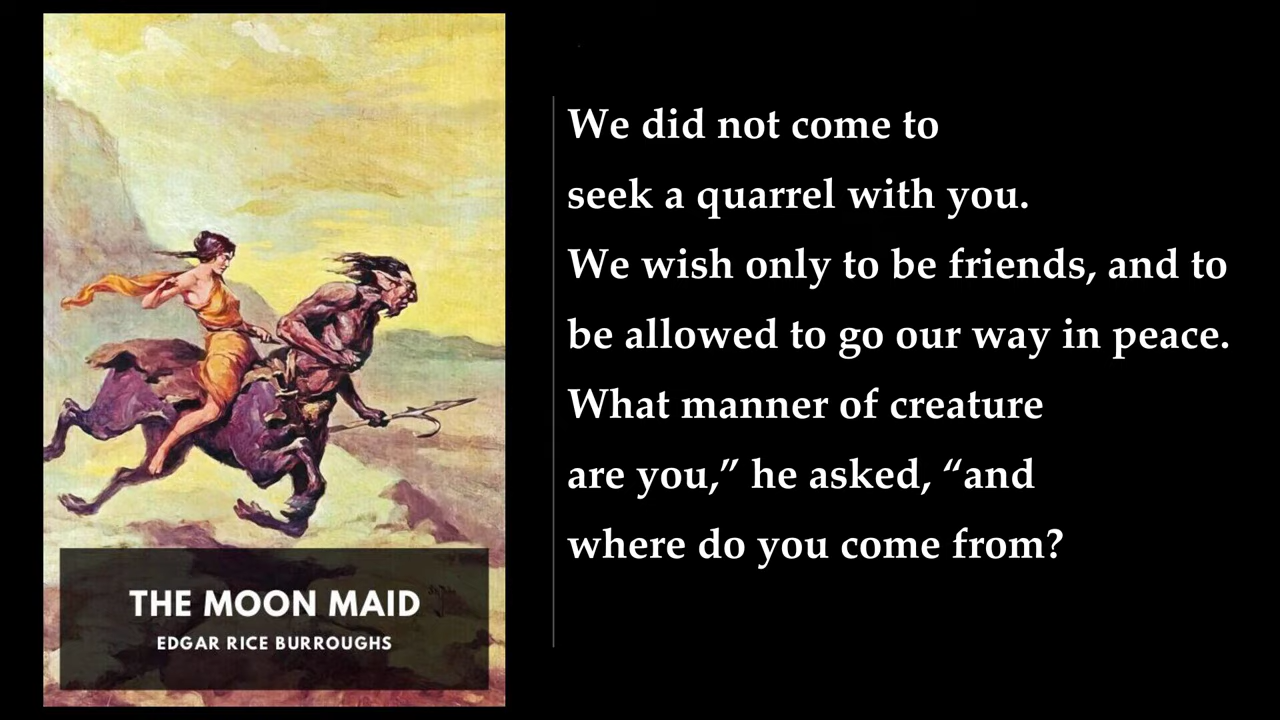 We did not come to
seek a quarrel with you.
We wish only to be friends, and to
be allowed to go our way in peace.
What manner of creature
are you,” he asked, “and
where do you come from?
THE MOON MAID
EDGAR RICE BURROUGHS